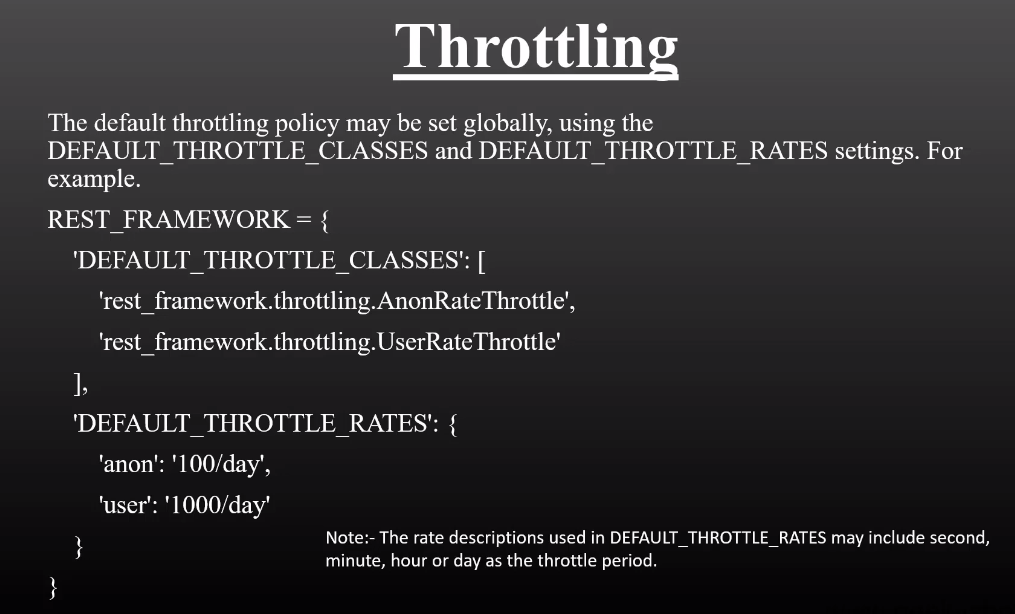 Throttling
The default throttling policy may be set globally, using the
DEFAULT_THROTTLE_CLASSES and DEFAULT_THROTTLE_RATES settings. For
example.
REST_FRAMEWORK = {
'DEFAULT_THROTTLE_CLASSES': [
'rest_framework.throttling.AnonRateThrottle',
'rest_framework.throttling.UserRateThrottle'
],
'DEFAULT_THROTTLE_RATES': {
'anon': '100/day',
'user': '1000/day'
}
Note:- The rate descriptions used in DEFAULT_THROTTLE_RATES may include second,
minute, hour or day as the throttle period.
}